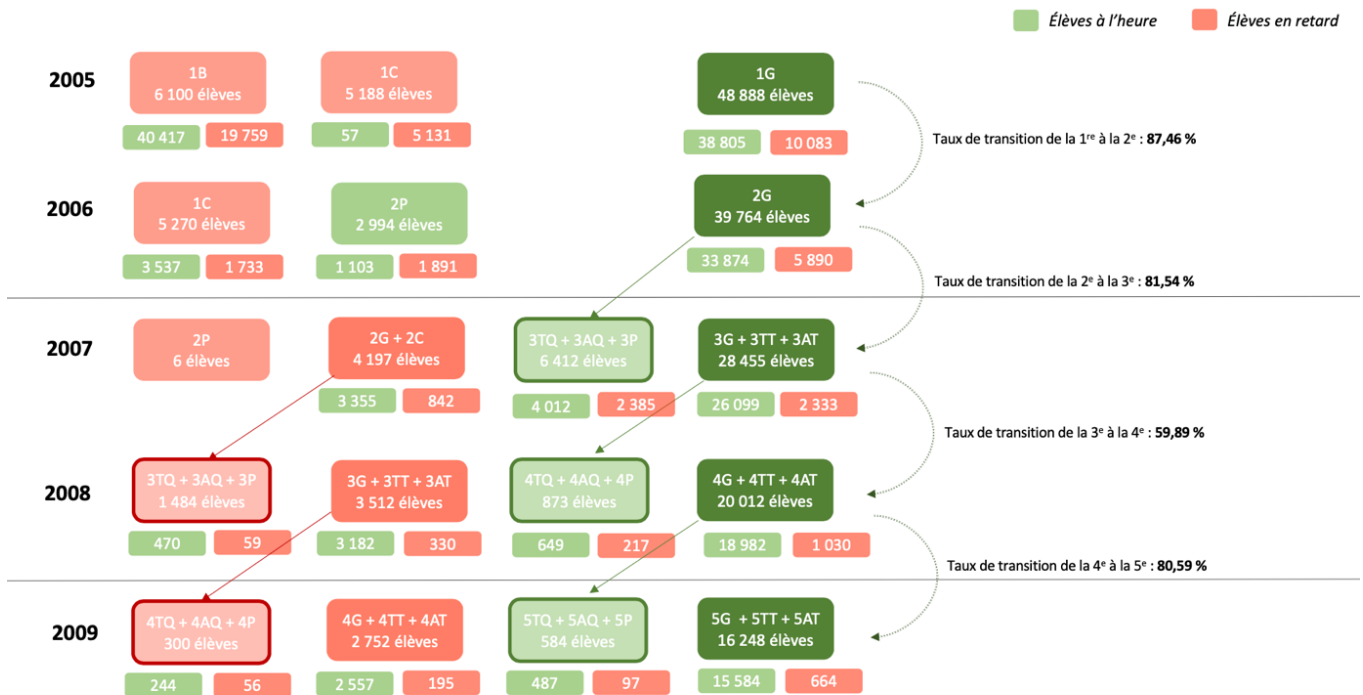 Élèves à l'heure
Élèves en retard
2005
1B
6 100 élèves
1C
5 188 élèves
1G
48 888 élèves
40 417
19 759
57
5 131
38 805
10 083
Taux de transition de la 1re à la 2e : 87,46 %
2006
1C
5 270 élèves
2P
2 994 élèves
2G
39 764 élèves
3 537
1 733
1 103
1 891
33 874
5 890
Taux de transition de la 2e à la 3e : 81,54 %
2007
2P
6 élèves
2G + 2C
4 197 élèves
3TQ + 3AQ + 3P
6 412 élèves
3G + 3TT + 3AT
28 455 élèves
3 355
842
4 012
2 385
26 099
2 333
Taux de transition de la 3e à la 4e : 59,89 %
2008
3TQ + 3AQ + 3P
1 484 élèves
3G + 3TT + 3AT
3 512 élèves
4TQ + 4AQ + 4P
873 élèves
4G + 4TT + 4AT
20 012 élèves
470
59
3 182
330
649
217
18 982
1 030
Taux de transition de la 4e à la 5e : 80,59 %
2009
4TQ + 4AQ + 4P
300 élèves
4G + 4TT + 4AT
2 752 élèves
5TQ + 5AQ + 5P
584 élèves
5G + 5TT + 5AT
16 248 élèves
244
56
2 557
195
487
97
15 584
664